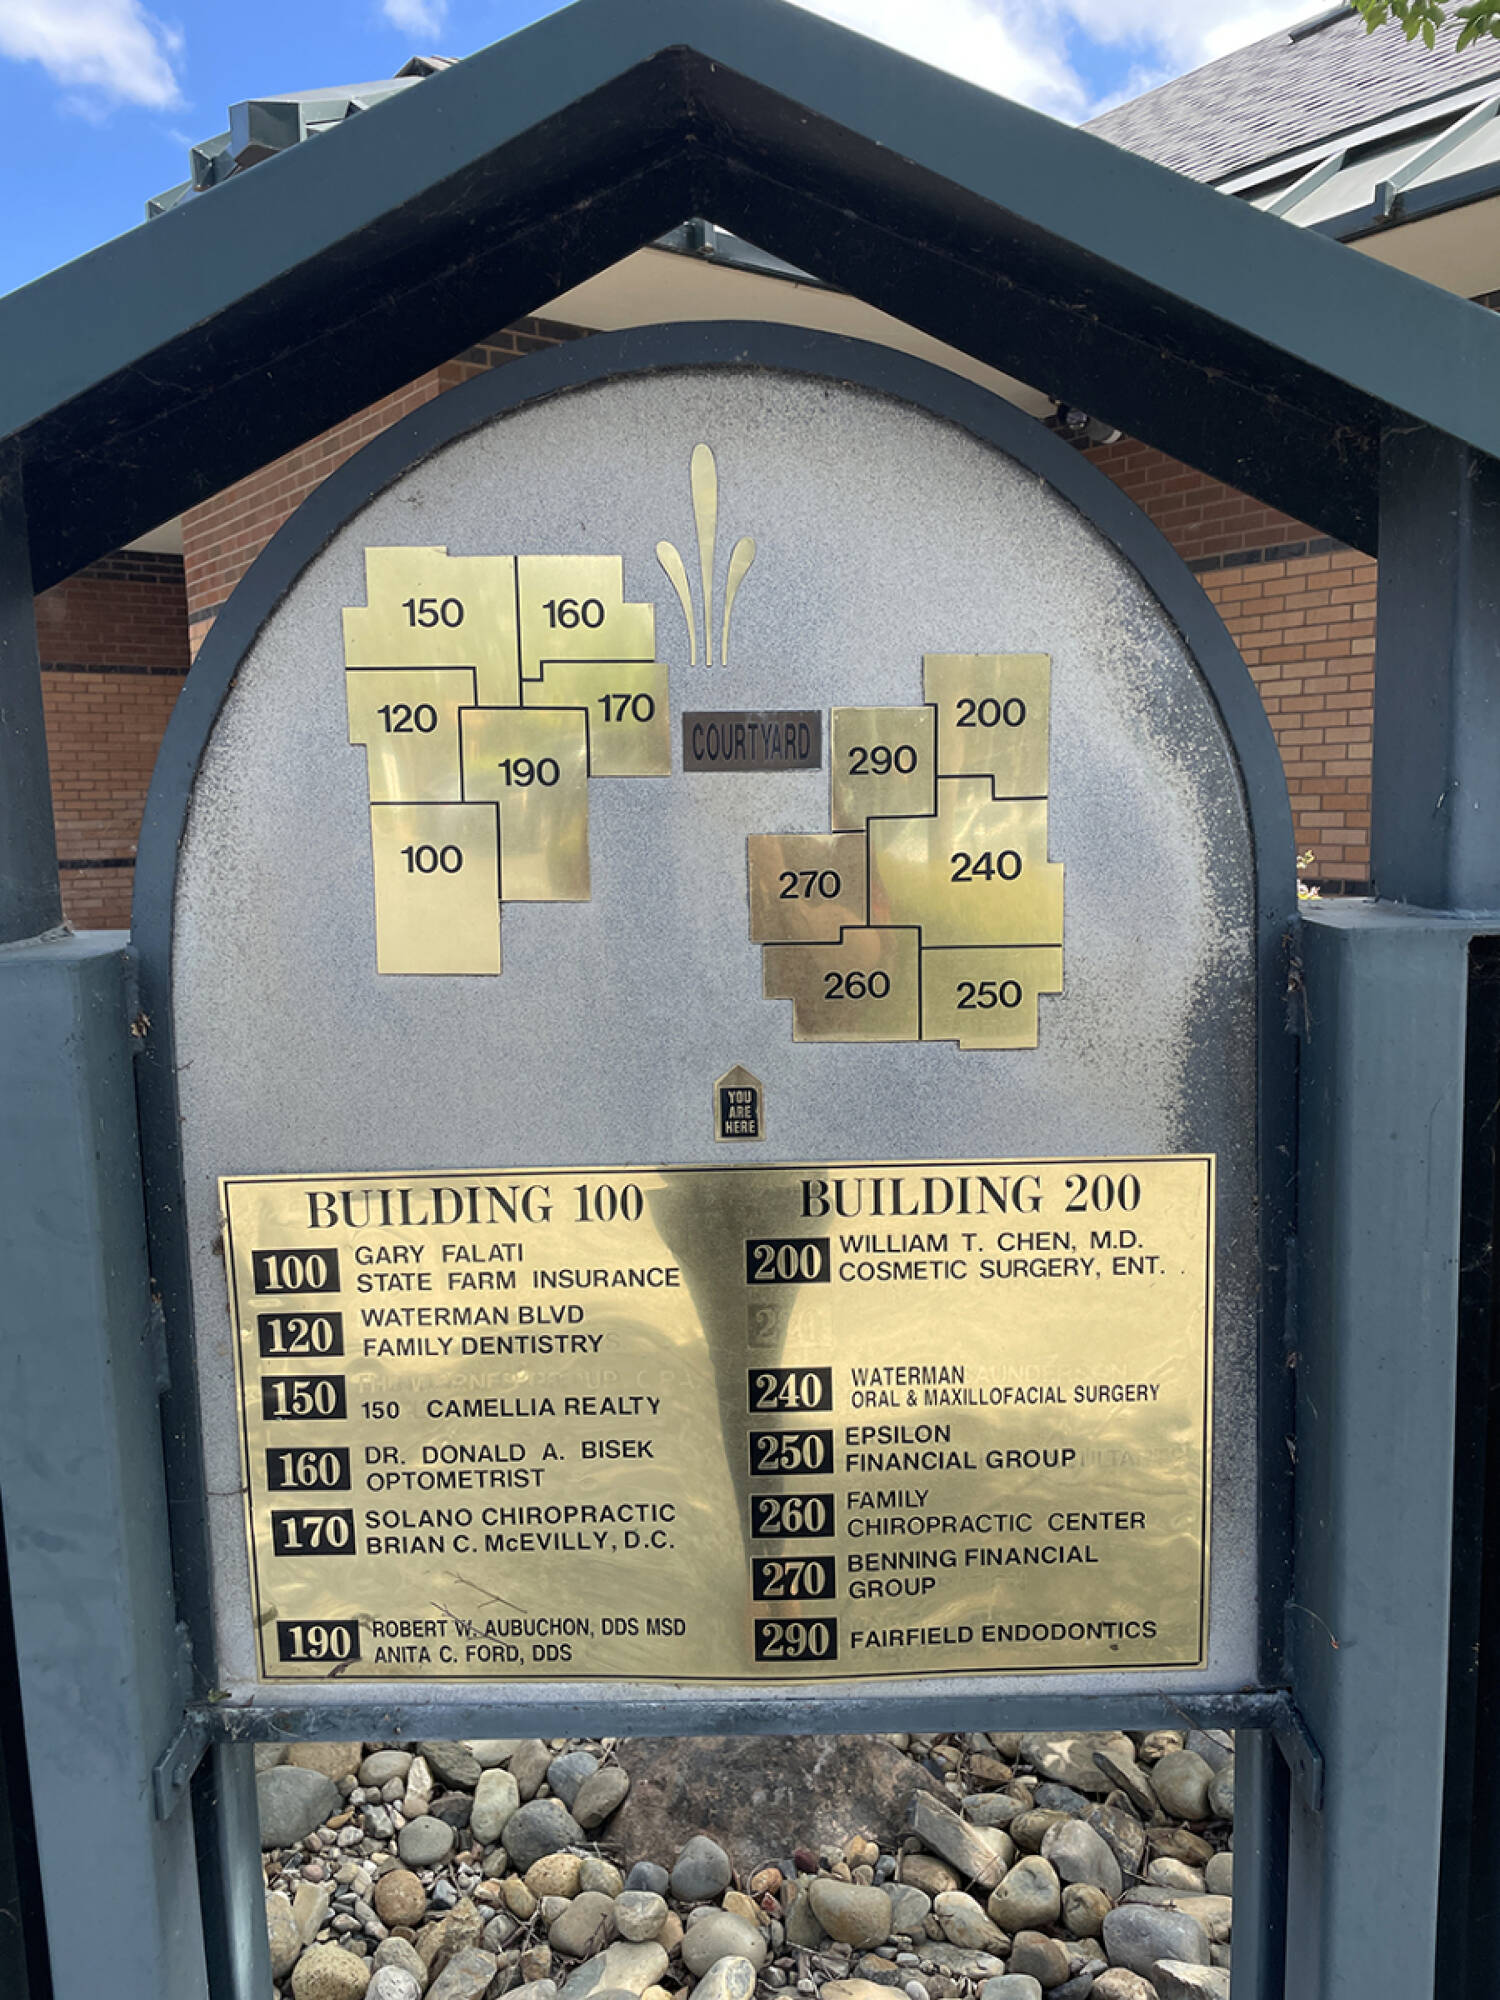 150
160
120
170
190
100
COURTYARD
200
290
240
270
260
250
YOU
ARE
HERE
BUILDING 100
100 GARY FALATI
STATE FARM INSURANCE
120 WATERMAN BLVD
FAMILY DENTISTRY
150 150 CAMELLIA REALTY
160 DR. DONALD A. BISEK
OPTOMETRIST
170 SOLANO CHIROPRACTIC
BRIAN C. McEVILLY, D.C.
190 ROBERT W. AUBUCHON, DDS MSD
ANITA C. FORD, DDS
BUILDING 200
200 WILLIAM T. CHEN, M.D.
COSMETIC SURGERY, ENT.
240 WATERMAN
ORAL & MAXILLOFACIAL SURGERY
250 EPSILON
FINANCIAL GROUP
260 FAMILY
CHIROPRACTIC CENTER
270 BENNING FINANCIAL
GROUP
290 FAIRFIELD ENDODONTICS